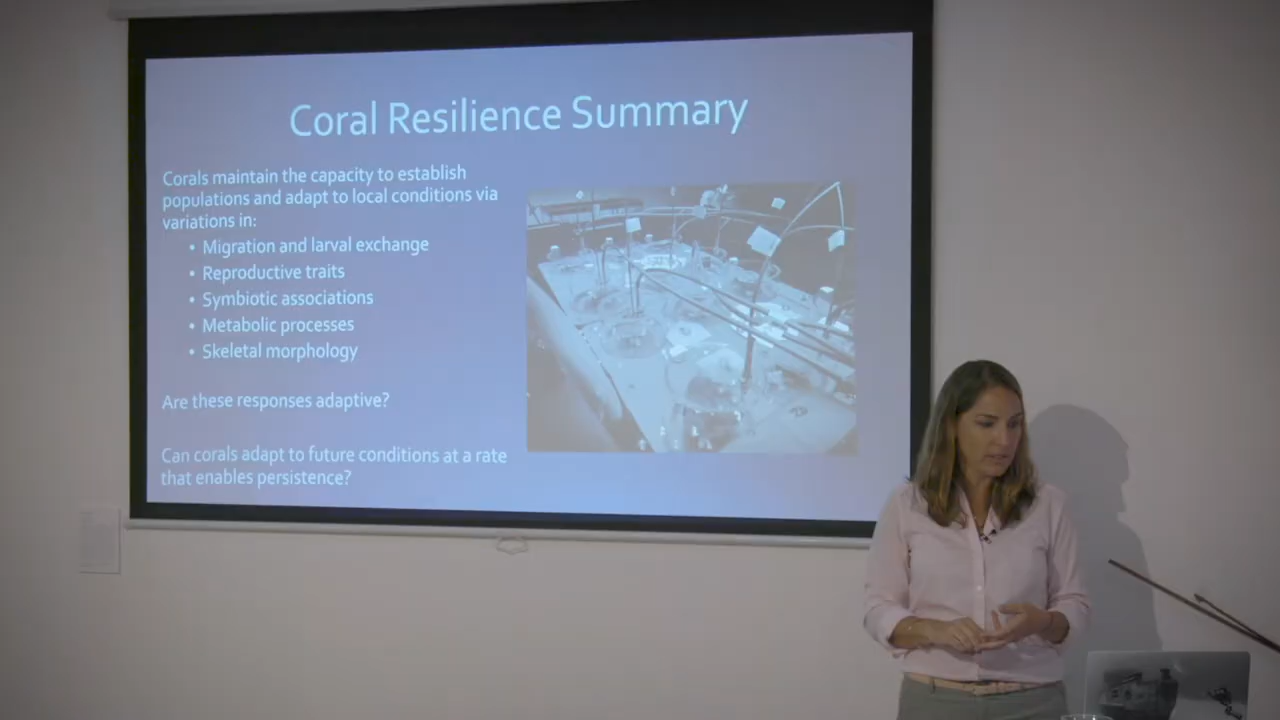 Coral Resilience Summary
Corals maintain the capacity to establish
populations and adapt to local conditions via
variations in:
• Migration and larval exchange
• Reproductive traits
• Symbiotic associations
• Metabolic processes
• Skeletal morphology
Are these responses adaptive?
Can corals adapt to future conditions at a rate
that enables persistence?